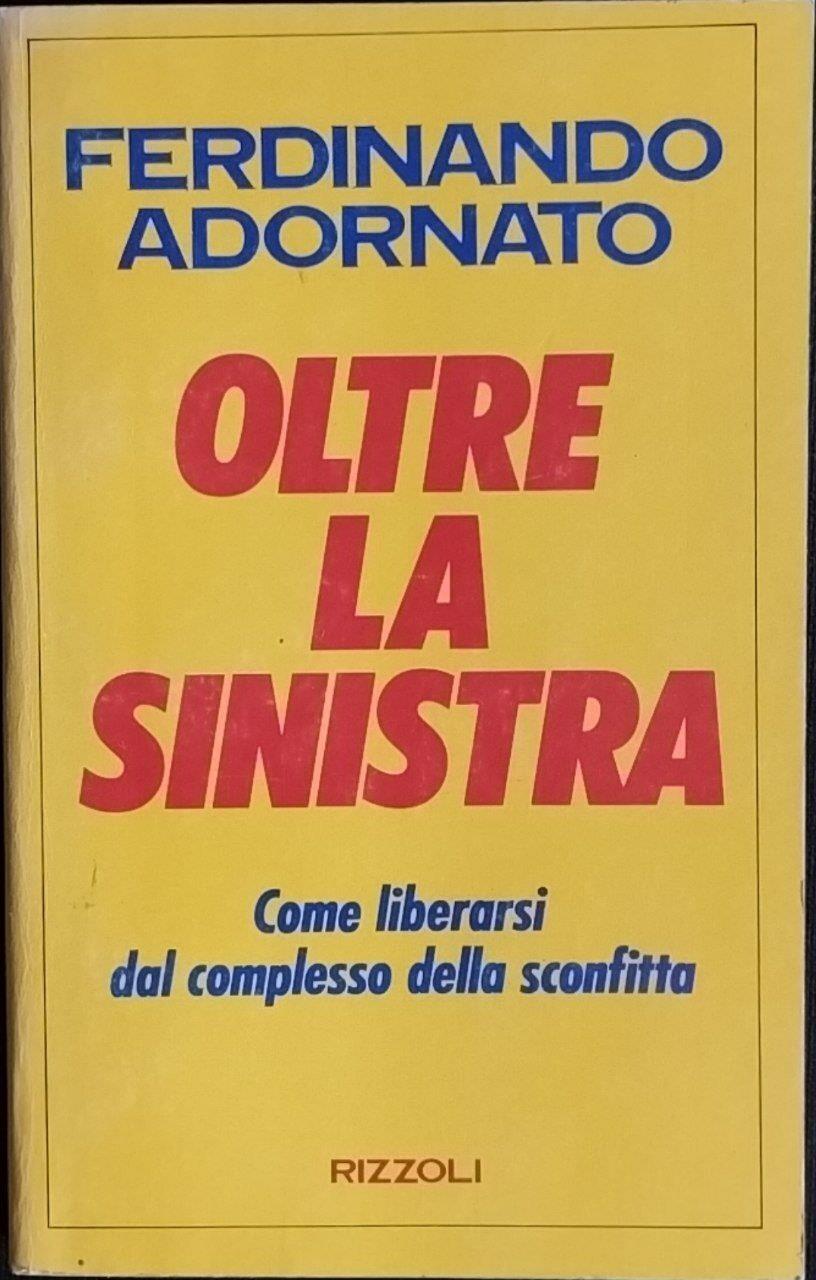 FERDINANDO
ADORNATO
OLTRE
LA
SINISTRA
Come liberarsi
dal complesso della sconfitta
RIZZOLI